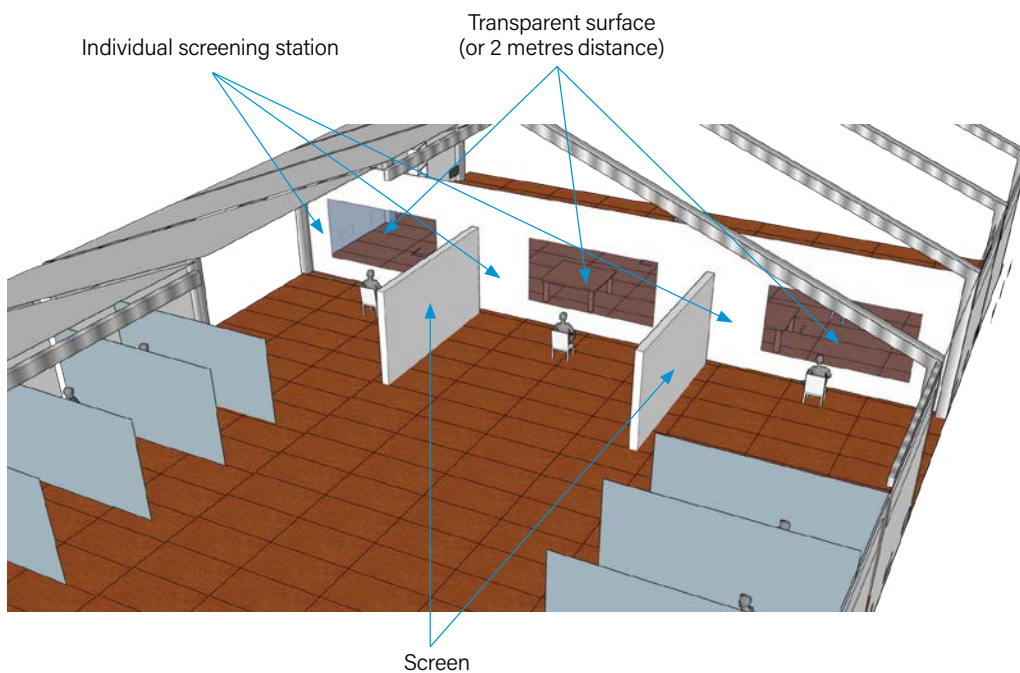 Transparent surface
(or 2 metres distance)
Individual screening station
Screen